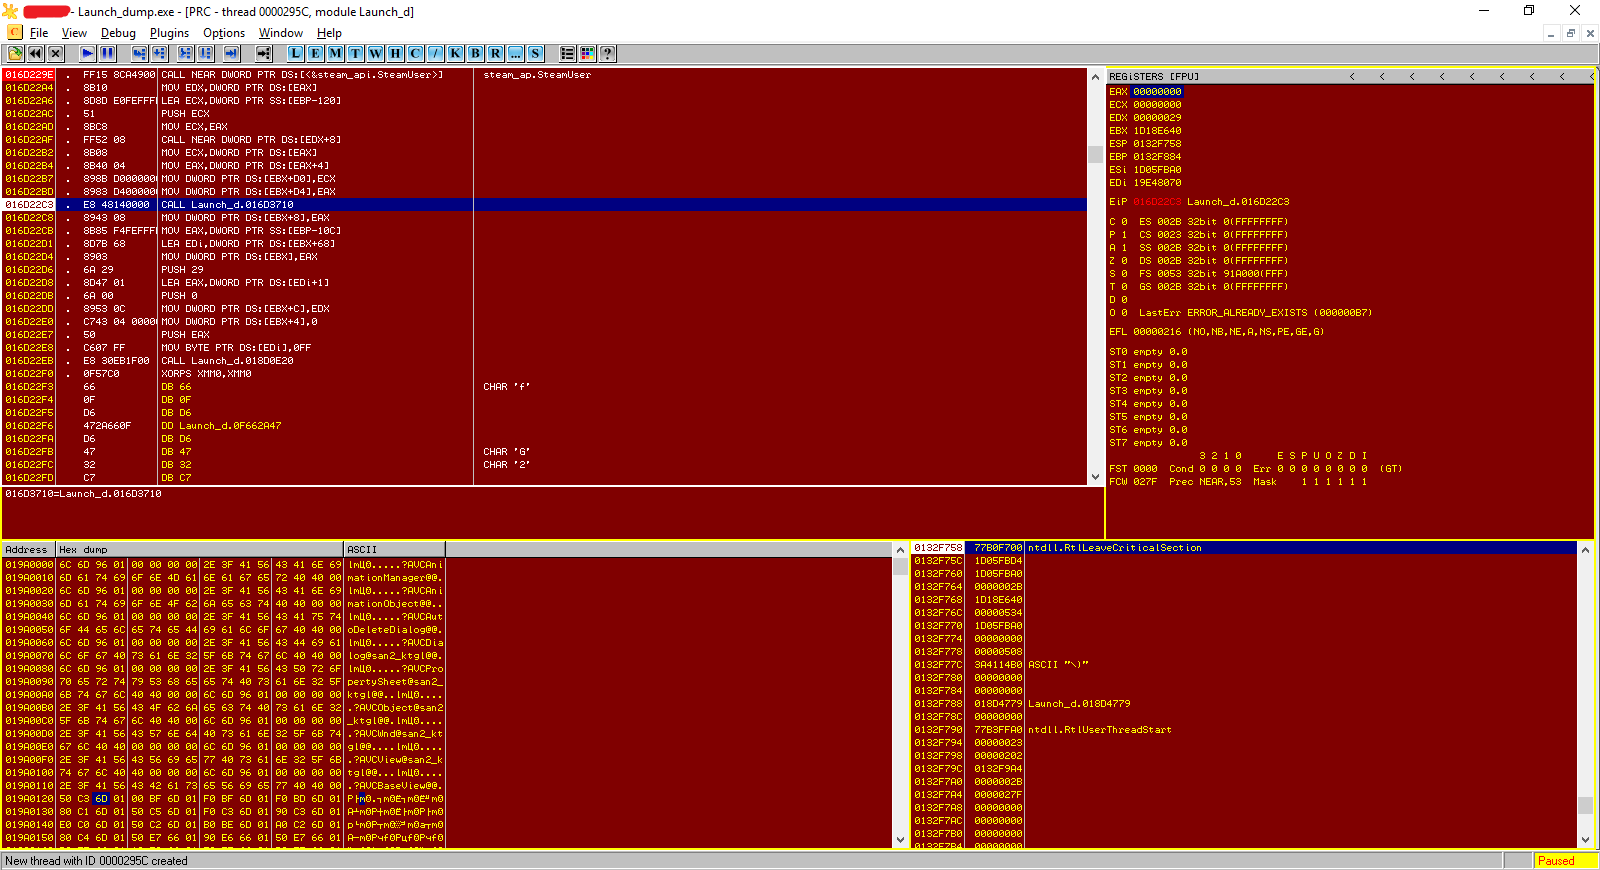 - Launch_dump.exe - [PRC - thread 0000295C, module Launch_d]
C File View Debug Plugins Options Window Help
L E M T W H C / K B R ... S ?
016D229E . FF15 8CA4900 CALL NEAR DWORD PTR DS:[<&steam_api.SteamUser>] steam_ap.SteamUser
016D22A4 . 8B10 MOV EDX,DWORD PTR DS:[EAX]
016D22A6 . 8D8D E0FEFFF LEA ECX,DWORD PTR SS:[EBP-120]
016D22AC . 51 PUSH ECX
016D22AD . 8BC8 MOV ECX,EAX
016D22AF . FF52 08 CALL NEAR DWORD PTR DS:[EDX+8]
016D22B2 . 8B08 MOV ECX,DWORD PTR DS:[EAX]
016D22B4 . 8B40 04 MOV EAX,DWORD PTR DS:[EAX+4]
016D22B7 . 898B D000000 MOV DWORD PTR DS:[EBX+D0],ECX
016D22BD . 8983 D400000 MOV DWORD PTR DS:[EBX+D4],EAX
016D22C3 . E8 48140000 CALL Launch_d.016D3710
016D22C8 . 8943 08 MOV DWORD PTR DS:[EBX+8],EAX
016D22CB . 8B85 F4FEFFF MOV EAX,DWORD PTR SS:[EBP-10C]
016D22D1 . 8D7B 68 LEA EDi,DWORD PTR DS:[EBX+68]
016D22D4 . 8903 MOV DWORD PTR DS:[EBX],EAX
016D22D6 . 6A 29 PUSH 29
016D22D8 . 8D47 01 LEA EAX,DWORD PTR DS:[EDi+1]
016D22DB . 6A 00 PUSH 0
016D22DD . 8953 0C MOV DWORD PTR DS:[EBX+C],EDX
016D22E0 . C743 04 0000 MOV DWORD PTR DS:[EBX+4],0
016D22E7 . 50 PUSH EAX
016D22E8 . C607 FF MOV BYTE PTR DS:[EDi],0FF
016D22EB . E8 30EB1F00 CALL Launch_d.018D0E20
016D22F0 . 0F57C0 XORPS XMM0,XMM0
016D22F3 66 DB 66 CHAR 'f'
016D22F4 0F DB 0F
016D22F5 D6 DB D6
016D22F6 472A660F DD Launch_d.0F662A47
016D22FA D6 DB D6
016D22FB 47 DB 47 CHAR 'G'
016D22FC 32 DB 32 CHAR '2'
016D22FD C7 DB C7
016D3710=Launch_d.016D3710
REGiSTERS [FPU] < < < < < < < < <
EAX 00000000
ECX 00000000
EDX 00000029
EBX 1D18E640
ESP 0132F758
EBP 0132F884
ESi 1D05FBA0
EDi 19E48070
EiP 016D22C3 Launch_d.016D22C3
C 0 ES 002B 32bit 0(FFFFFFFF)
P 1 CS 0023 32bit 0(FFFFFFFF)
A 1 SS 002B 32bit 0(FFFFFFFF)
Z 0 DS 002B 32bit 0(FFFFFFFF)
S 0 FS 0053 32bit 91A000(FFF)
T 0 GS 002B 32bit 0(FFFFFFFF)
D 0
O 0 LastErr ERROR_ALREADY_EXISTS (000000B7)
EFL 00000216 (NO,NB,NE,A,NS,PE,GE,G)
ST0 empty 0.0
ST1 empty 0.0
ST2 empty 0.0
ST3 empty 0.0
ST4 empty 0.0
ST5 empty 0.0
ST6 empty 0.0
ST7 empty 0.0
3 2 1 0 E S P U O Z D I
FST 0000 Cond 0 0 0 0 Err 0 0 0 0 0 0 0 0 (GT)
FCW 027F Prec NEAR,53 Mask 1 1 1 1 1 1
Address Hex dump ASCII
019A0000 6C 6D 96 01 00 00 00 00 2E 3F 41 56 43 41 6E 69
019A0010 6D 61 74 69 6F 6E 4D 61 6E 61 67 65 72 40 40 00 mationManager@@.
019A0020 6C 6D 96 01 00 00 00 00 2E 3F 41 56 43 41 6E 69
019A0030 6D 61 74 69 6F 6E 4F 62 6A 65 63 74 40 40 00 00 mationObject@@..
019A0040 6C 6D 96 01 00 00 00 00 2E 3F 41 56 43 41 75 74
019A0050 6F 44 65 6C 65 74 65 44 69 61 6C 6F 67 40 40 00 oDeleteDialog@@.
019A0060 6C 6D 96 01 00 00 00 00 2E 3F 41 56 43 44 69 61
019A0070 6C 6F 67 40 73 61 6E 32 5F 6B 74 67 6C 40 40 00 log@san2_ktgl@@.
019A0080 6C 6D 96 01 00 00 00 00 2E 3F 41 56 43 50 72 6F
019A0090 70 65 72 74 79 53 68 65 65 74 40 73 61 6E 32 5F pertySheet@san2_
019A00A0 6B 74 67 6C 40 40 00 00 6C 6D 96 01 00 00 00 00
019A00B0 2E 3F 41 56 43 4F 62 6A 65 63 74 40 73 61 6E 32 .?AVCObject@san2
019A00C0 5F 6B 74 67 6C 40 40 00 6C 6D 96 01 00 00 00 00
019A00D0 2E 3F 41 56 43 57 6E 64 40 73 61 6E 32 5F 6B 74 .?AVCWnd@san2_kt
019A00E0 67 6C 40 40 00 00 00 00 6C 6D 96 01 00 00 00 00
019A00F0 2E 3F 41 56 43 56 69 65 77 40 73 61 6E 32 5F 6B .?AVCView@san2_k
019A0100 74 67 6C 40 40 00 00 00 6C 6D 96 01 00 00 00 00
019A0110 2E 3F 41 56 43 42 61 73 65 56 69 65 77 40 40 00 .?AVCBaseView@@.
019A0120 50 C3 6D 01 00 BF 6D 01 F0 BF 6D 01 F0 BD 6D 01
019A0130 80 C1 6D 01 50 C5 6D 01 F0 C3 6D 01 90 C3 6D 01
019A0140 E0 C0 6D 01 50 C2 6D 01 B0 BE 6D 01 A0 C2 6D 01
019A0150 80 C4 6D 01 50 E7 66 01 90 E6 66 01 50 E7 66 01
0132F758 77B0F700 ntdll.RtlLeaveCriticalSection
0132F75C 1D05FBD4
0132F760 1D05FBA0
0132F764 0000002B
0132F768 1D18E640
0132F76C 00000534
0132F770 1D05FBA0
0132F774 00000000
0132F778 00000508
0132F77C 3A4114B0 ASCII "\)"
0132F780 00000000
0132F784 00000000
0132F788 018D4779 Launch_d.018D4779
0132F78C 00000000
0132F790 77B3FFA0 ntdll.RtlUserThreadStart
0132F794 00000023
0132F798 00000202
0132F79C 0132F9A4
0132F7A0 0000002B
0132F7A4 0000027F
0132F7A8 00000000
0132F7AC 00000000
0132F7B0 00000000
0132F7B4 00000000
New thread with ID 0000295C created
Paused